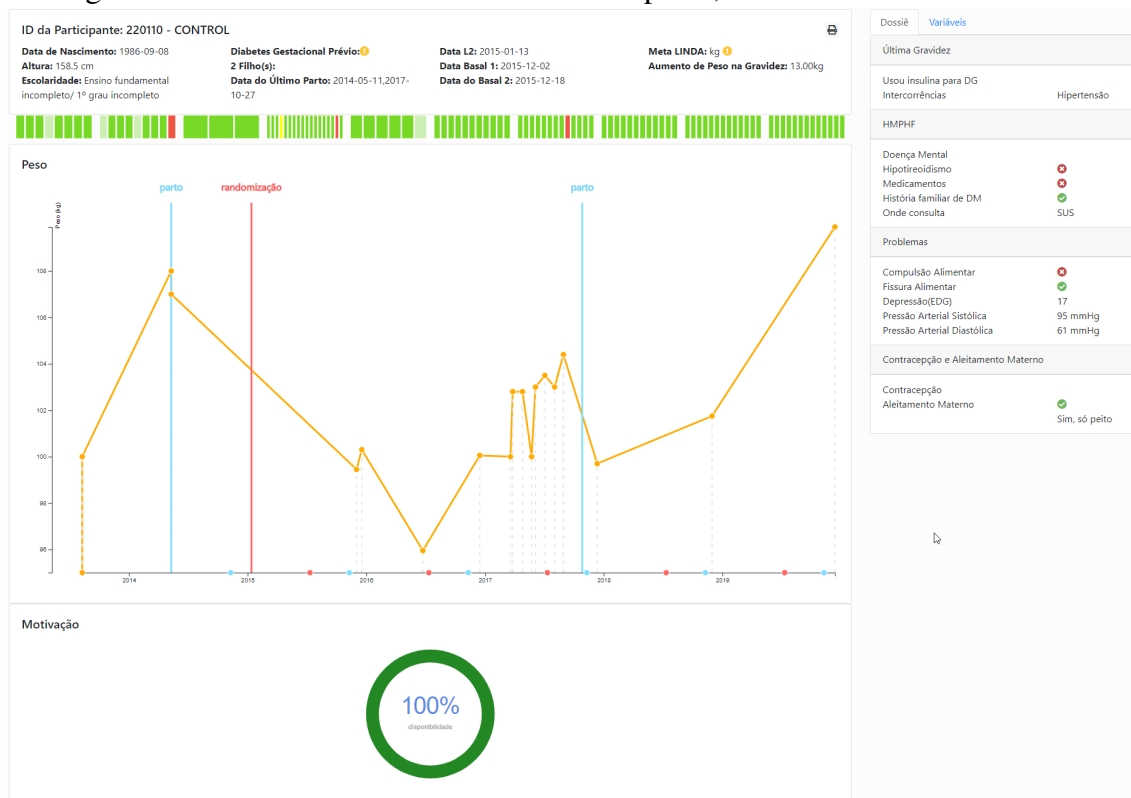 ID da Participante: 220110 - CONTROL
Data de Nascimento: 1986-09-08
Altura: 158.5 cm
Escolaridade: Ensino fundamental
incompleto/ 1º grau incompleto
Diabetes Gestacional Prévio:
2 Filho(s):
Data do Último Parto: 2014-05-11,2017-
10-27
Data L2: 2015-01-13
Data Basal 1: 2015-12-02
Data do Basal 2: 2015-12-18
Meta LINDA: kg
Aumento de Peso na Gravidez: 13.00kg
Peso
parto
randomização
parto
Peso (kg)
108
106
104
102
100
98
96
2014
2015
2016
2017
2018
2019
Motivação
100%
disponibilidade
Dossiê Variáveis
Última Gravidez
Usou insulina para DG
Intercorrências Hipertensão
HMPHF
Doença Mental
Hipotireoidismo
Medicamentos
História familiar de DM
Onde consulta SUS
Problemas
Compulsão Alimentar
Fissura Alimentar
Depressão(EDG) 17
Pressão Arterial Sistólica 95 mmHg
Pressão Arterial Diastólica 61 mmHg
Contracepção e Aleitamento Materno
Contracepção
Aleitamento Materno
Sim, só peito